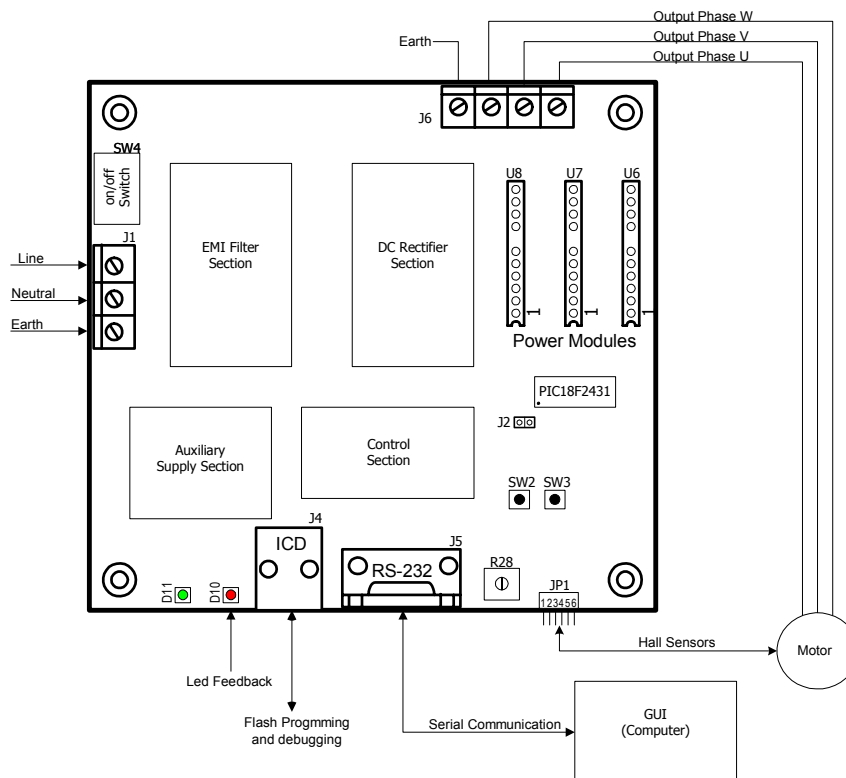 Output Phase W
Output Phase V
Output Phase U
Earth
J6
SW4
on/off
Switch
J1
Line
Neutral
Earth
EMI Filter
Section
DC Rectifier
Section
U8
U7
U6
1
1
1
Power Modules
PIC18F2431
J2
Auxiliary
Supply Section
Control
Section
SW2
SW3
J4
ICD
J5
RS-232
R28
JP1
123456
D11
D10
Hall Sensors
Motor
Led Feedback
Flash Progmming
and debugging
Serial Communication
GUI
(Computer)